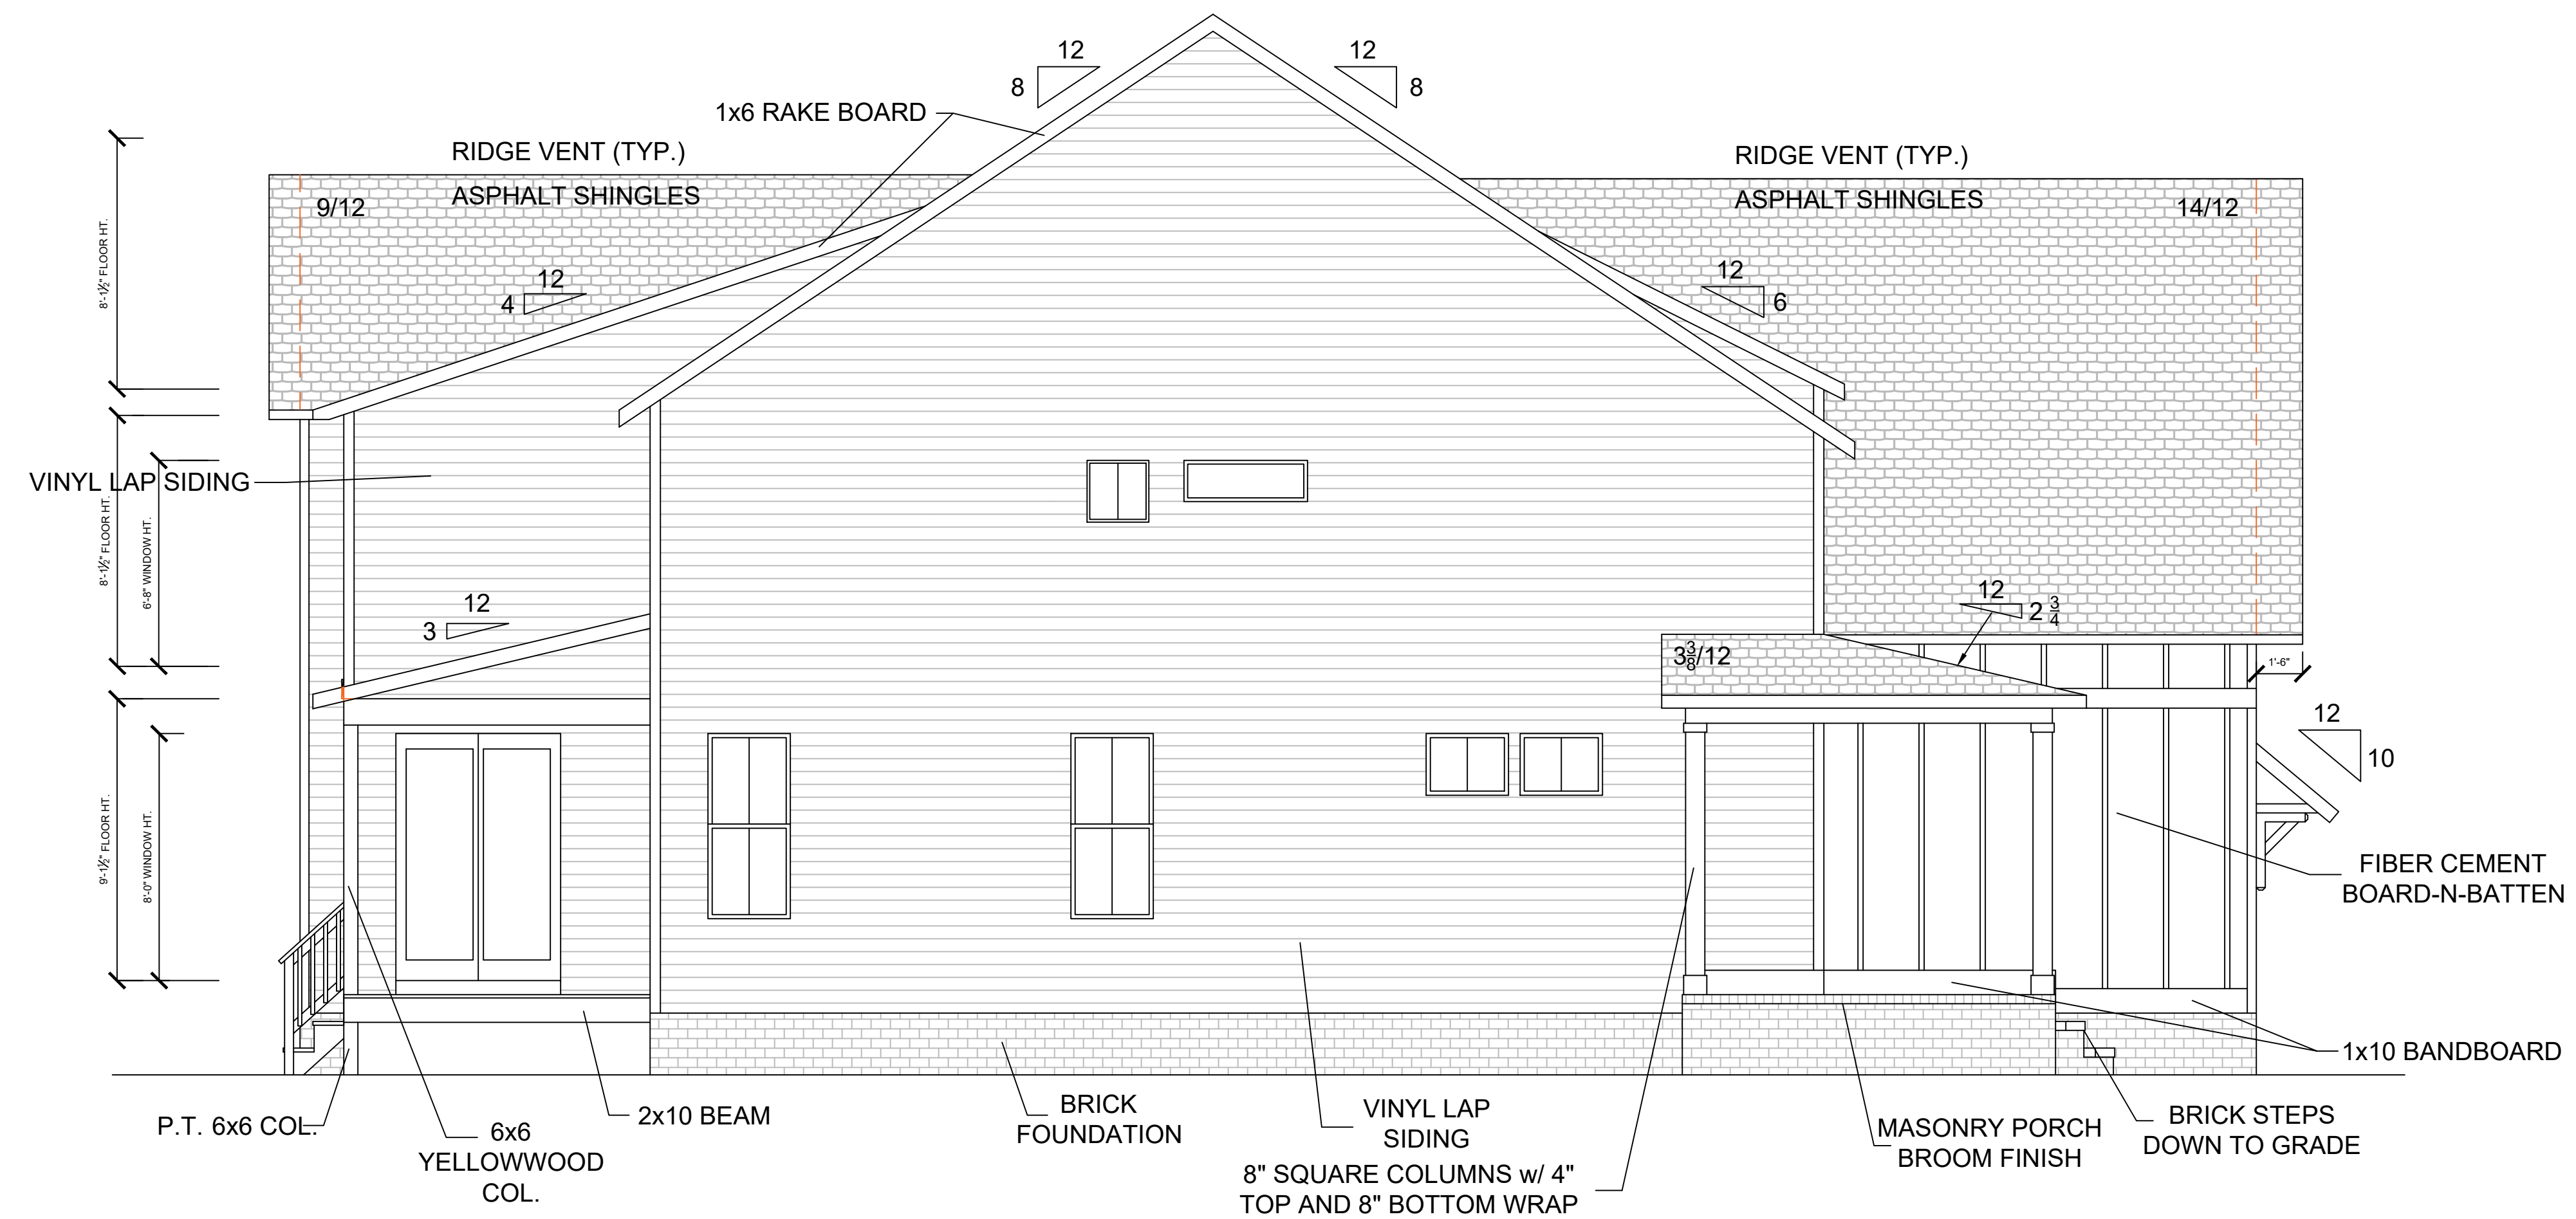 12
8
12
8
1x6 RAKE BOARD
RIDGE VENT (TYP.)
ASPHALT SHINGLES
9/12
RIDGE VENT (TYP.)
ASPHALT SHINGLES
14/12
8'-1½" FLOOR HT.
12
4
12
6
VINYL LAP SIDING
8'-1½" FLOOR HT.
6'-8" WINDOW HT.
12
3
12
2 3/4
3 3/8/12
1'-6"
12
10
9'-1½" FLOOR HT.
8'-0" WINDOW HT.
FIBER CEMENT
BOARD-N-BATTEN
1x10 BANDBOARD
P.T. 6x6 COL.
6x6
YELLOWWOOD
COL.
2x10 BEAM
BRICK
FOUNDATION
VINYL LAP
SIDING
8" SQUARE COLUMNS w/ 4"
TOP AND 8" BOTTOM WRAP
MASONRY PORCH
BROOM FINISH
BRICK STEPS
DOWN TO GRADE